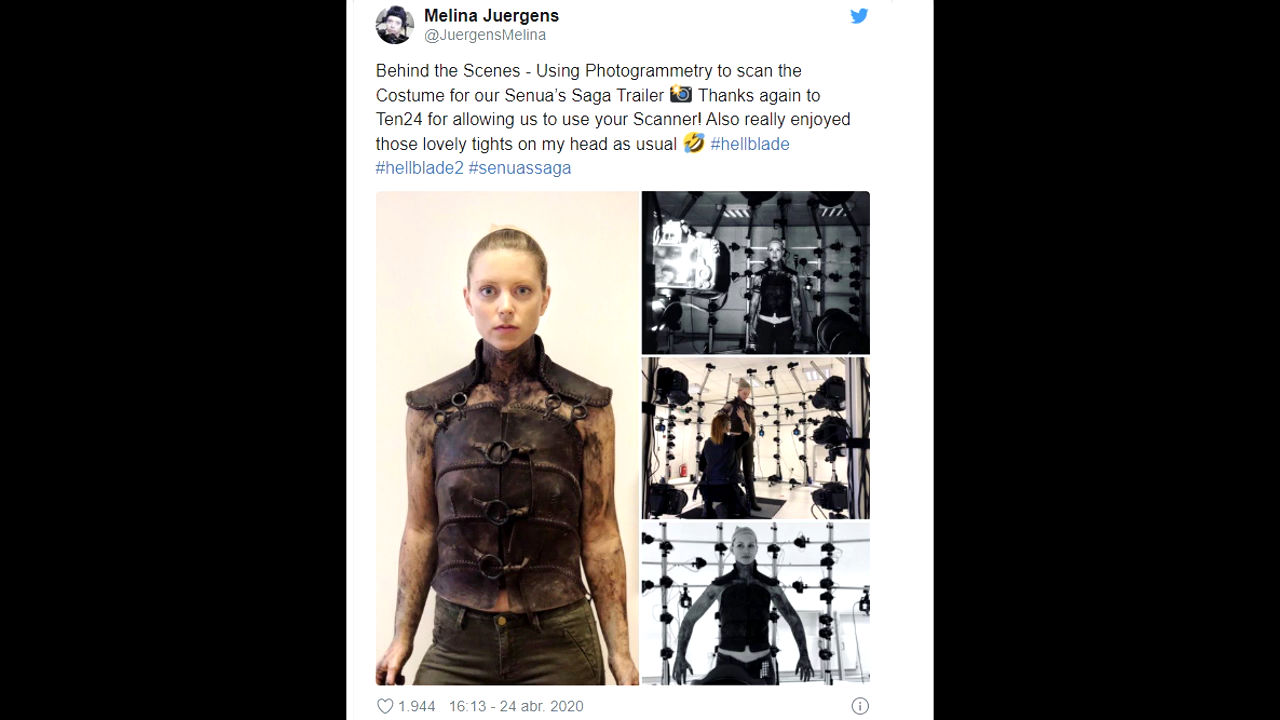 Melina Juergens
@JuergensMelina
Behind the Scenes - Using Photogrammetry to scan the
Costume for our Senua's Saga Trailer 📸 Thanks again to
Ten24 for allowing us to use your Scanner! Also really enjoyed
those lovely tights on my head as usual 🤣 #hellblade
#hellblade2 #senuassaga
1.944 16:13 - 24 abr. 2020